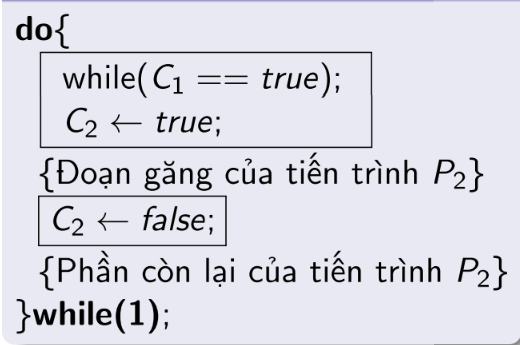 do{
while(C₁ == true);
C₂ ← true;
{Đoạn găng của tiến trình P₂}
C₂ ← false;
{Phần còn lại của tiến trình P₂}
}while(1);